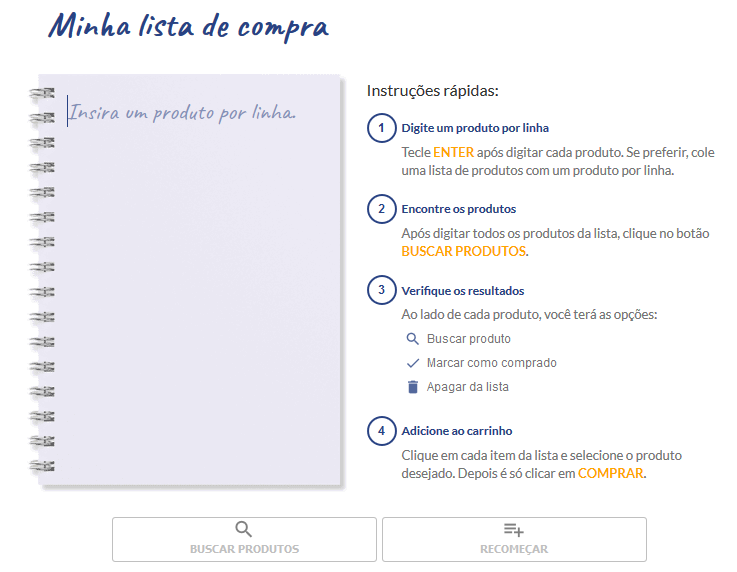 Minha lista de compra
Insira um produto por linha.
Instruções rápidas:
1 Digite um produto por linha
Tecle ENTER após digitar cada produto. Se preferir, cole
uma lista de produtos com um produto por linha.
2 Encontre os produtos
Após digitar todos os produtos da lista, clique no botão
BUSCAR PRODUTOS.
3 Verifique os resultados
Ao lado de cada produto, você terá as opções:
Buscar produto
Marcar como comprado
Apagar da lista
4 Adicione ao carrinho
Clique em cada item da lista e selecione o produto
desejado. Depois é só clicar em COMPRAR.
BUSCAR PRODUTOS
RECOMEÇAR